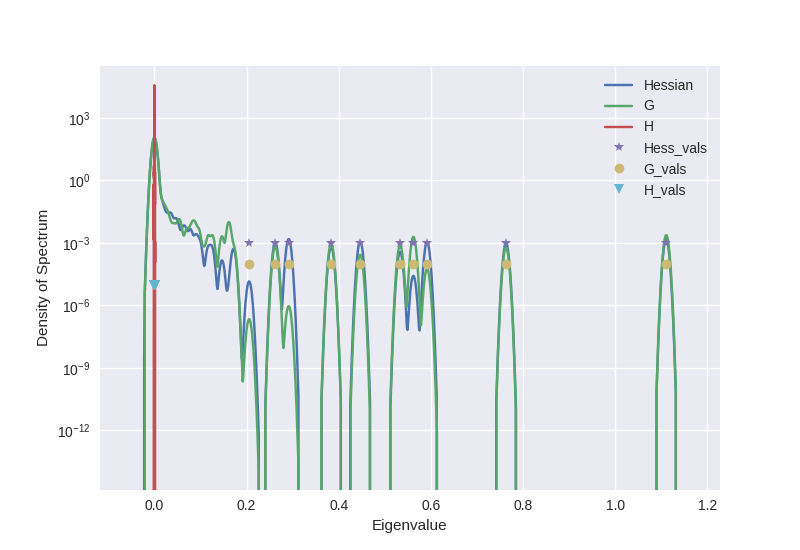 Hessian
G
H
Hess_vals
G_vals
H_vals
Density of Spectrum
10^3
10^0
10^−3
10^−6
10^−9
10^−12
0.0 0.2 0.4 0.6 0.8 1.0 1.2
Eigenvalue